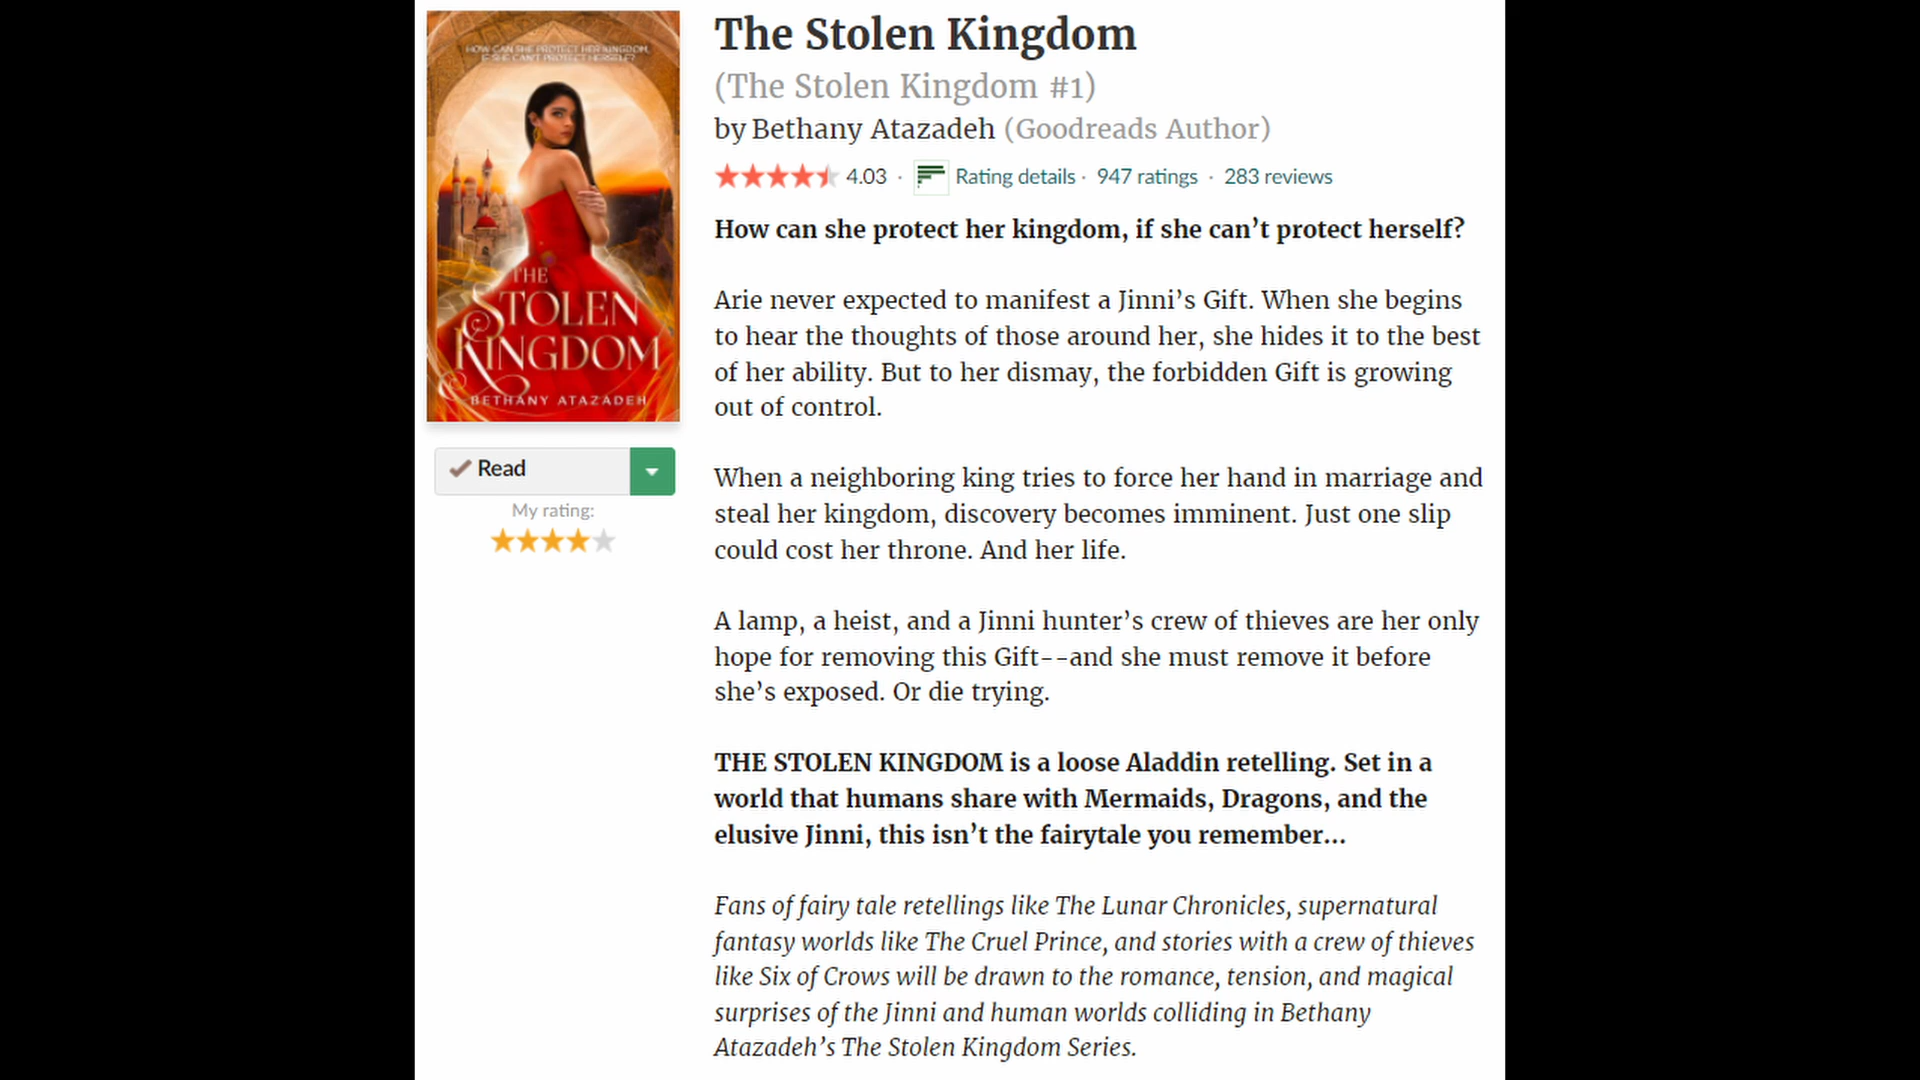 HOW CAN SHE PROTECT HER KINGDOM,
IF SHE CAN'T PROTECT HERSELF?
THE
STOLEN
KINGDOM
BETHANY ATAZADEH
Read
My rating:
The Stolen Kingdom
(The Stolen Kingdom #1)
by Bethany Atazadeh (Goodreads Author)
4.03 · Rating details · 947 ratings · 283 reviews
How can she protect her kingdom, if she can’t protect herself?
Arie never expected to manifest a Jinni’s Gift. When she begins
to hear the thoughts of those around her, she hides it to the best
of her ability. But to her dismay, the forbidden Gift is growing
out of control.
When a neighboring king tries to force her hand in marriage and
steal her kingdom, discovery becomes imminent. Just one slip
could cost her throne. And her life.
A lamp, a heist, and a Jinni hunter’s crew of thieves are her only
hope for removing this Gift--and she must remove it before
she’s exposed. Or die trying.
THE STOLEN KINGDOM is a loose Aladdin retelling. Set in a
world that humans share with Mermaids, Dragons, and the
elusive Jinni, this isn’t the fairytale you remember...
Fans of fairy tale retellings like The Lunar Chronicles, supernatural
fantasy worlds like The Cruel Prince, and stories with a crew of thieves
like Six of Crows will be drawn to the romance, tension, and magical
surprises of the Jinni and human worlds colliding in Bethany
Atazadeh’s The Stolen Kingdom Series.